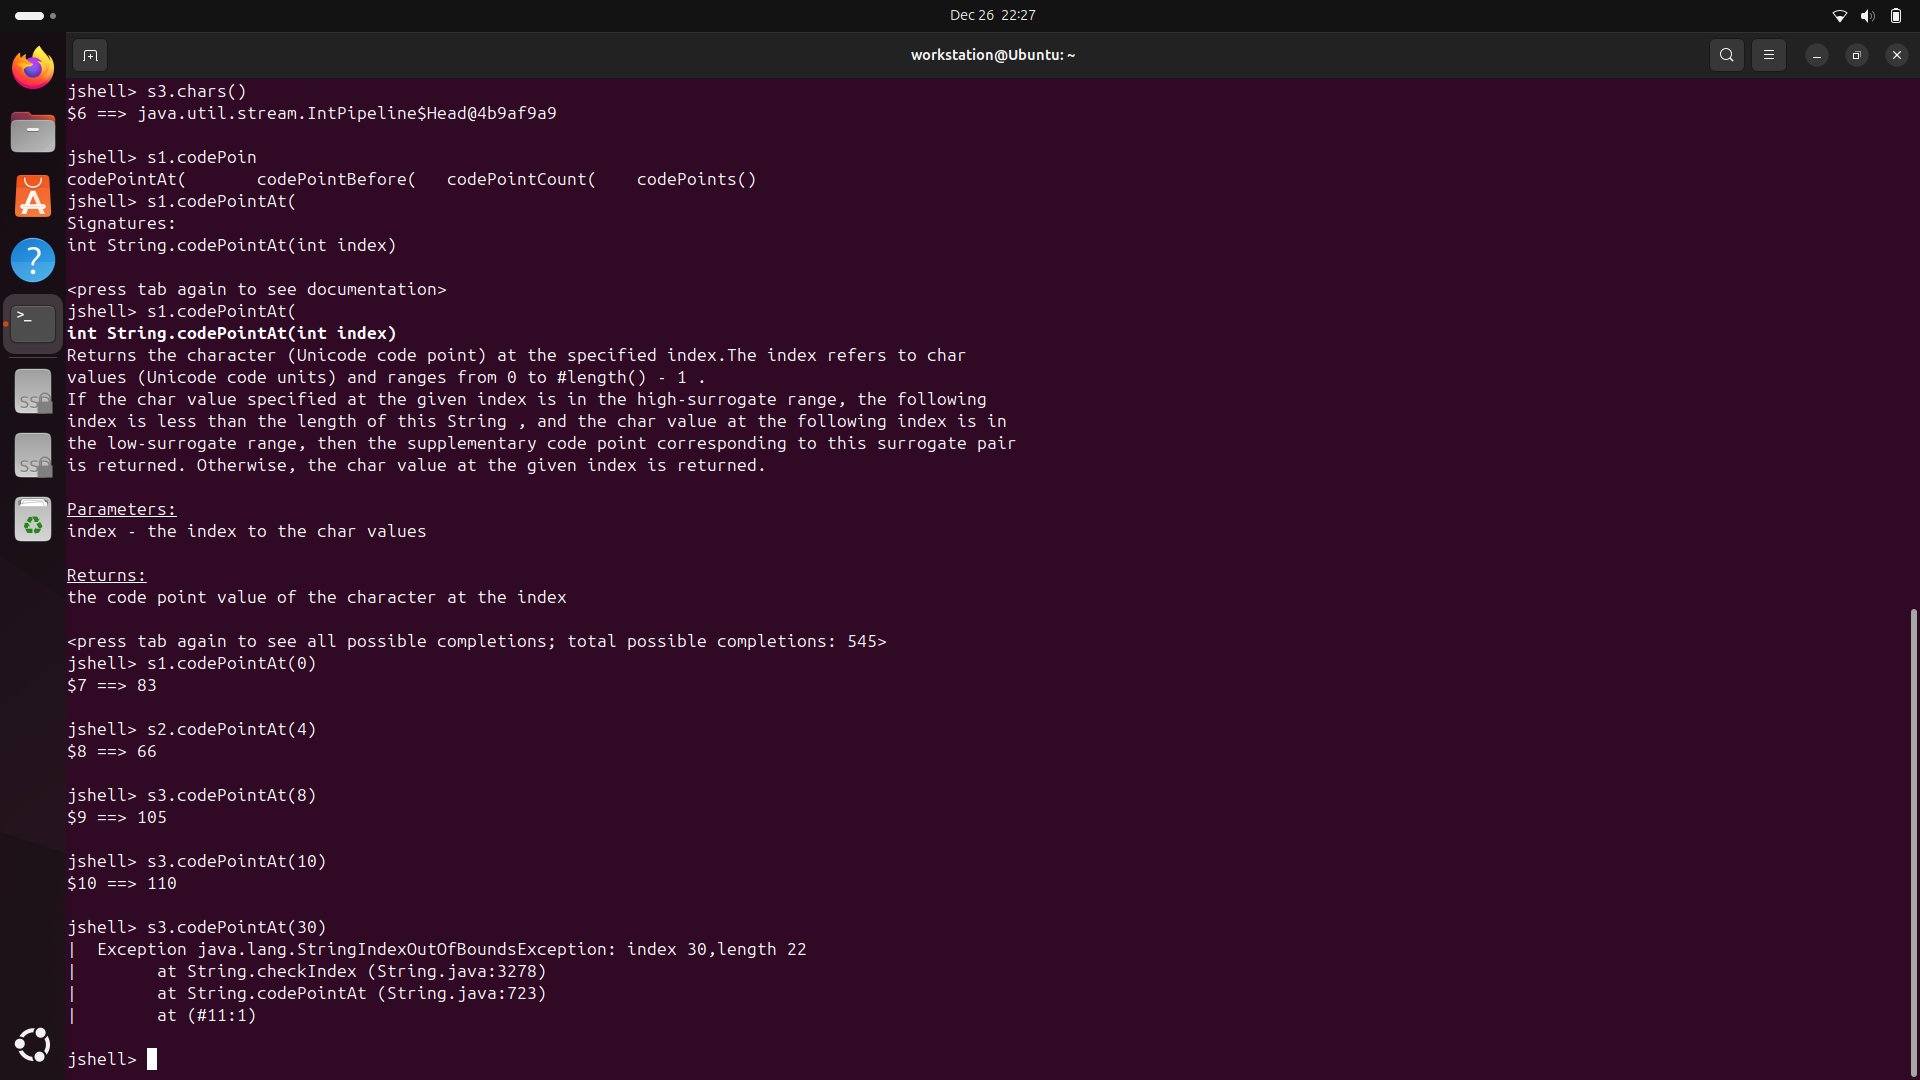 Dec 26  22:27
workstation@Ubuntu: ~
jshell> s3.chars()
$6 ==> java.util.stream.IntPipeline$Head@4b9af9a9
jshell> s1.codePoin
codePointAt(       codePointBefore(   codePointCount(    codePoints()
jshell> s1.codePointAt(
Signatures:
int String.codePointAt(int index)
<press tab again to see documentation>
jshell> s1.codePointAt(
int String.codePointAt(int index)
Returns the character (Unicode code point) at the specified index.The index refers to char
values (Unicode code units) and ranges from 0 to #length() - 1 .
If the char value specified at the given index is in the high-surrogate range, the following
index is less than the length of this String , and the char value at the following index is in
the low-surrogate range, then the supplementary code point corresponding to this surrogate pair
is returned. Otherwise, the char value at the given index is returned.
Parameters:
index - the index to the char values
Returns:
the code point value of the character at the index
<press tab again to see all possible completions; total possible completions: 545>
jshell> s1.codePointAt(0)
$7 ==> 83
jshell> s2.codePointAt(4)
$8 ==> 66
jshell> s3.codePointAt(8)
$9 ==> 105
jshell> s3.codePointAt(10)
$10 ==> 110
jshell> s3.codePointAt(30)
|  Exception java.lang.StringIndexOutOfBoundsException: index 30,length 22
|        at String.checkIndex (String.java:3278)
|        at String.codePointAt (String.java:723)
|        at (#11:1)
jshell>